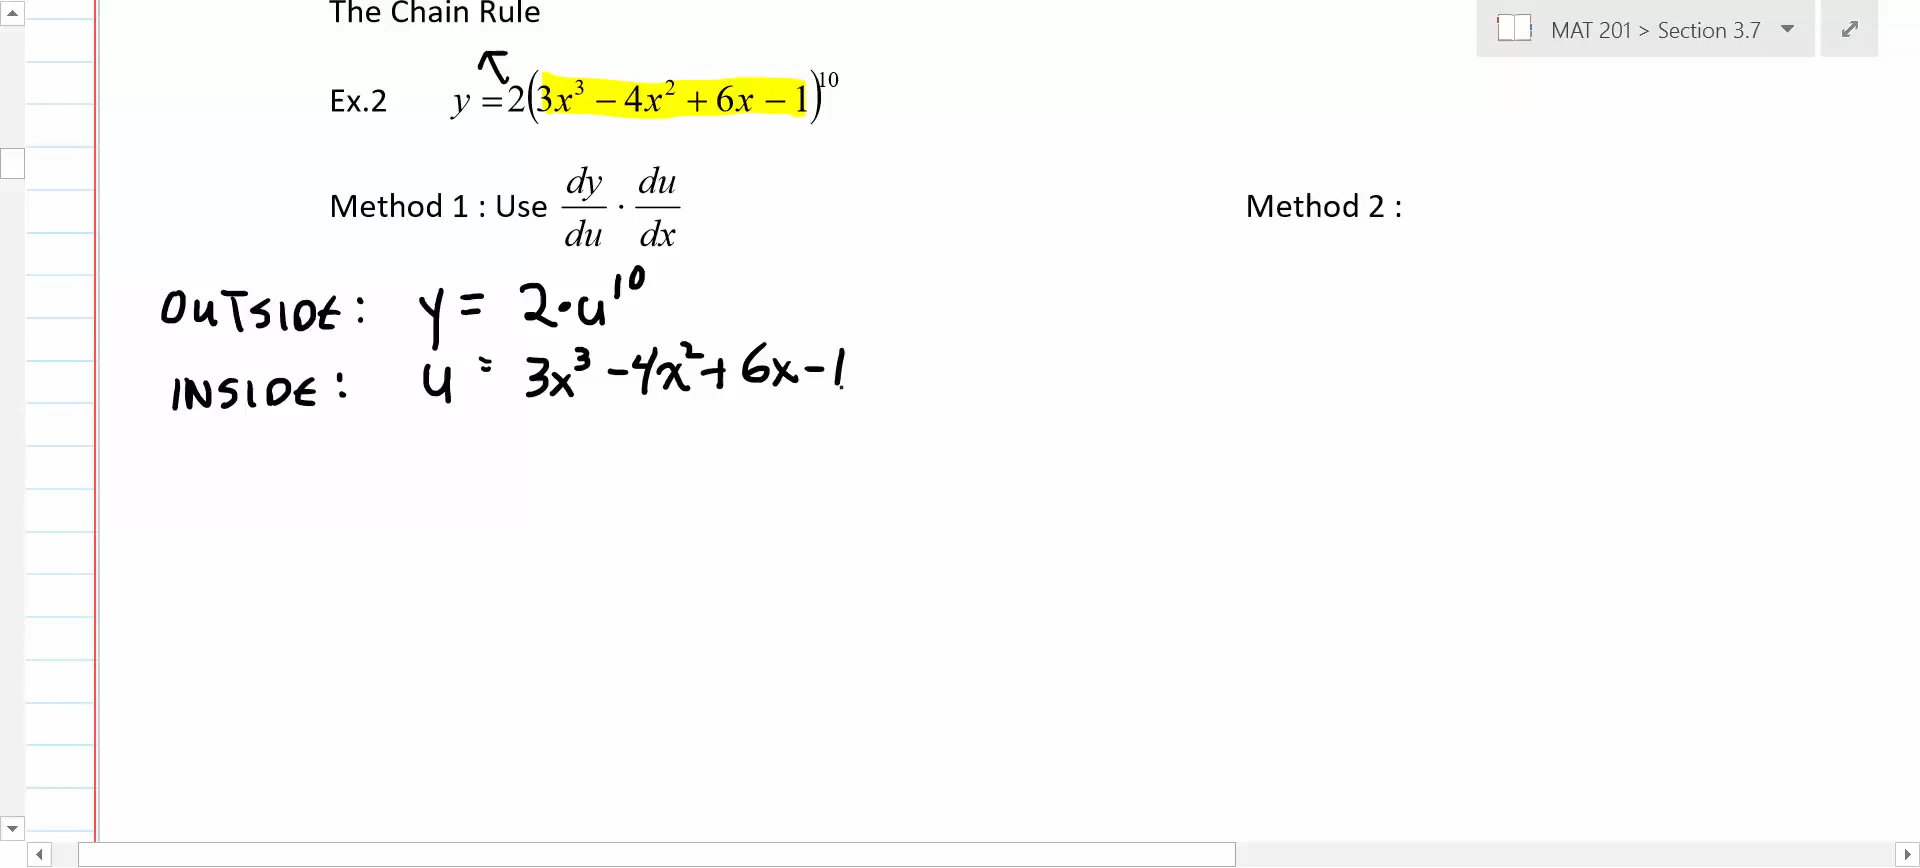 The Chain Rule
MAT 201 > Section 3.7
Ex.2 y = 2(3x³ − 4x² + 6x − 1)¹⁰
Method 1 : Use dy/du · du/dx
Method 2 :
OUTSIDE: y = 2·u¹⁰
INSIDE: u = 3x³ − 4x² + 6x − 1